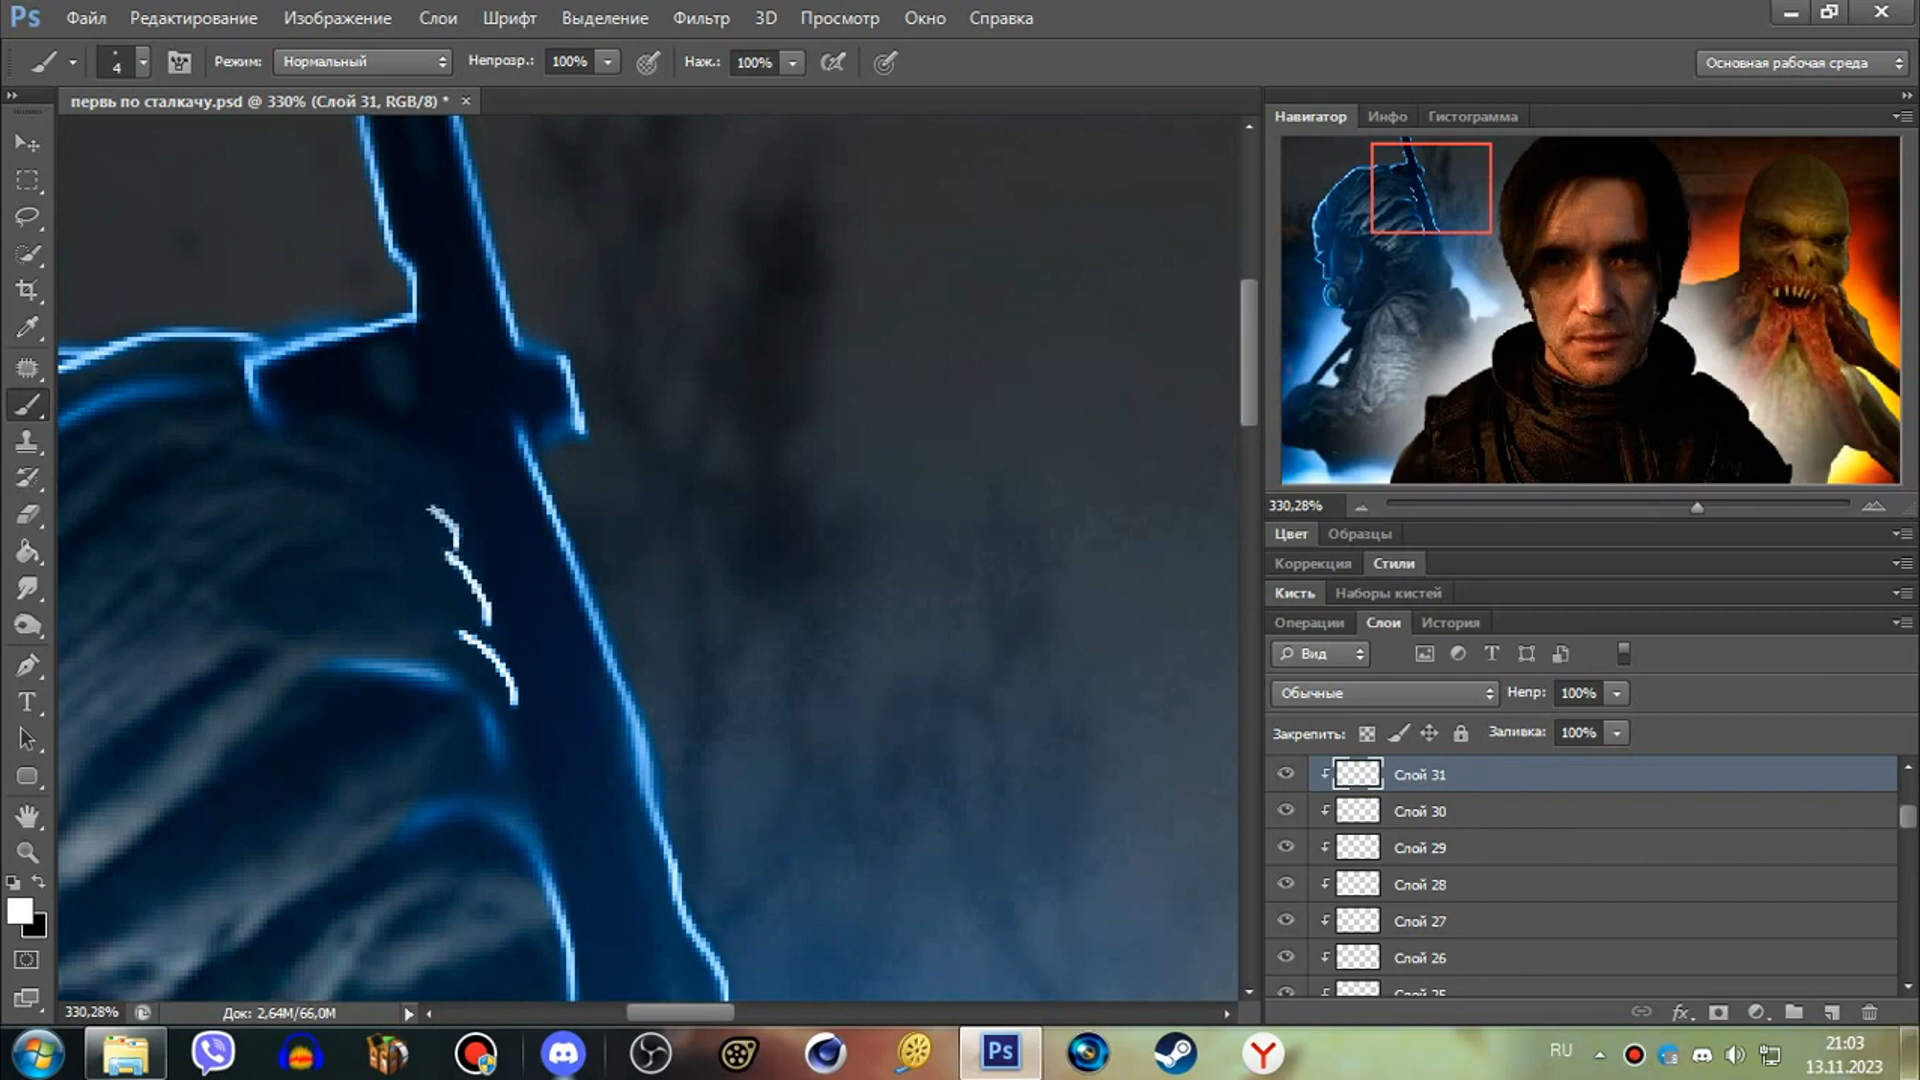 Ps Файл Редактирование Изображение Слои Шрифт Выделение Фильтр 3D Просмотр Окно Справка
4 Режим: Нормальный Непрозр.: 100% Наж.: 100% Основная рабочая среда
первь по сталкачу.psd @ 330% (Слой 31, RGB/8) * ×
Навигатор Инфо Гистограмма
330,28%
Цвет Образцы
Коррекция Стили
Кисть Наборы кистей
Операции Слои История
Вид
Обычные Непр: 100%
Закрепить: Заливка: 100%
Слой 31
Слой 30
Слой 29
Слой 28
Слой 27
Слой 26
Слой 25
330,28% Док: 2,64M/66,0M
Ps RU 21:03
13.11.2023